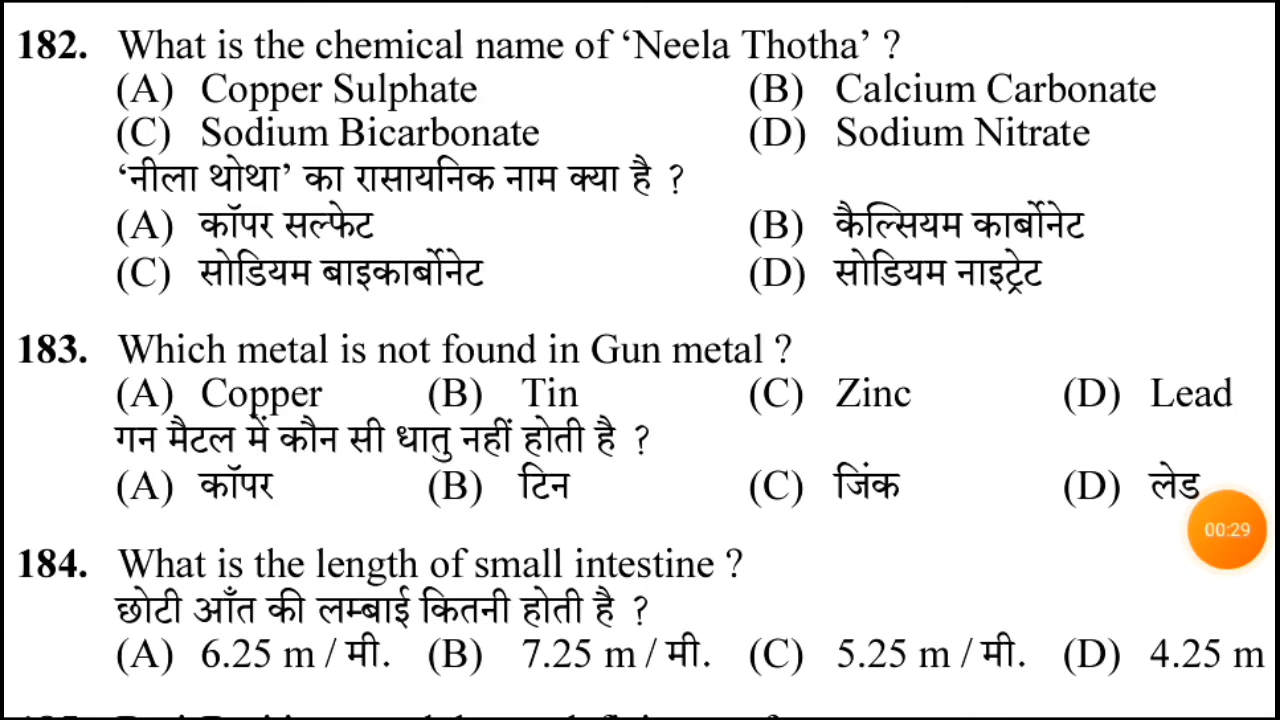 182. What is the chemical name of ‘Neela Thotha’ ?
(A) Copper Sulphate (B) Calcium Carbonate
(C) Sodium Bicarbonate (D) Sodium Nitrate
‘नीला थोथा’ का रासायनिक नाम क्या है ?
(A) कॉपर सल्फेट (B) कैल्सियम कार्बोनेट
(C) सोडियम बाइकार्बोनेट (D) सोडियम नाइट्रेट
183. Which metal is not found in Gun metal ?
(A) Copper (B) Tin (C) Zinc (D) Lead
गन मैटल में कौन सी धातु नहीं होती है ?
(A) कॉपर (B) टिन (C) जिंक (D) लेड
00:29
184. What is the length of small intestine ?
छोटी आँत की लम्बाई कितनी होती है ?
(A) 6.25 m / मी. (B) 7.25 m / मी. (C) 5.25 m / मी. (D) 4.25 m